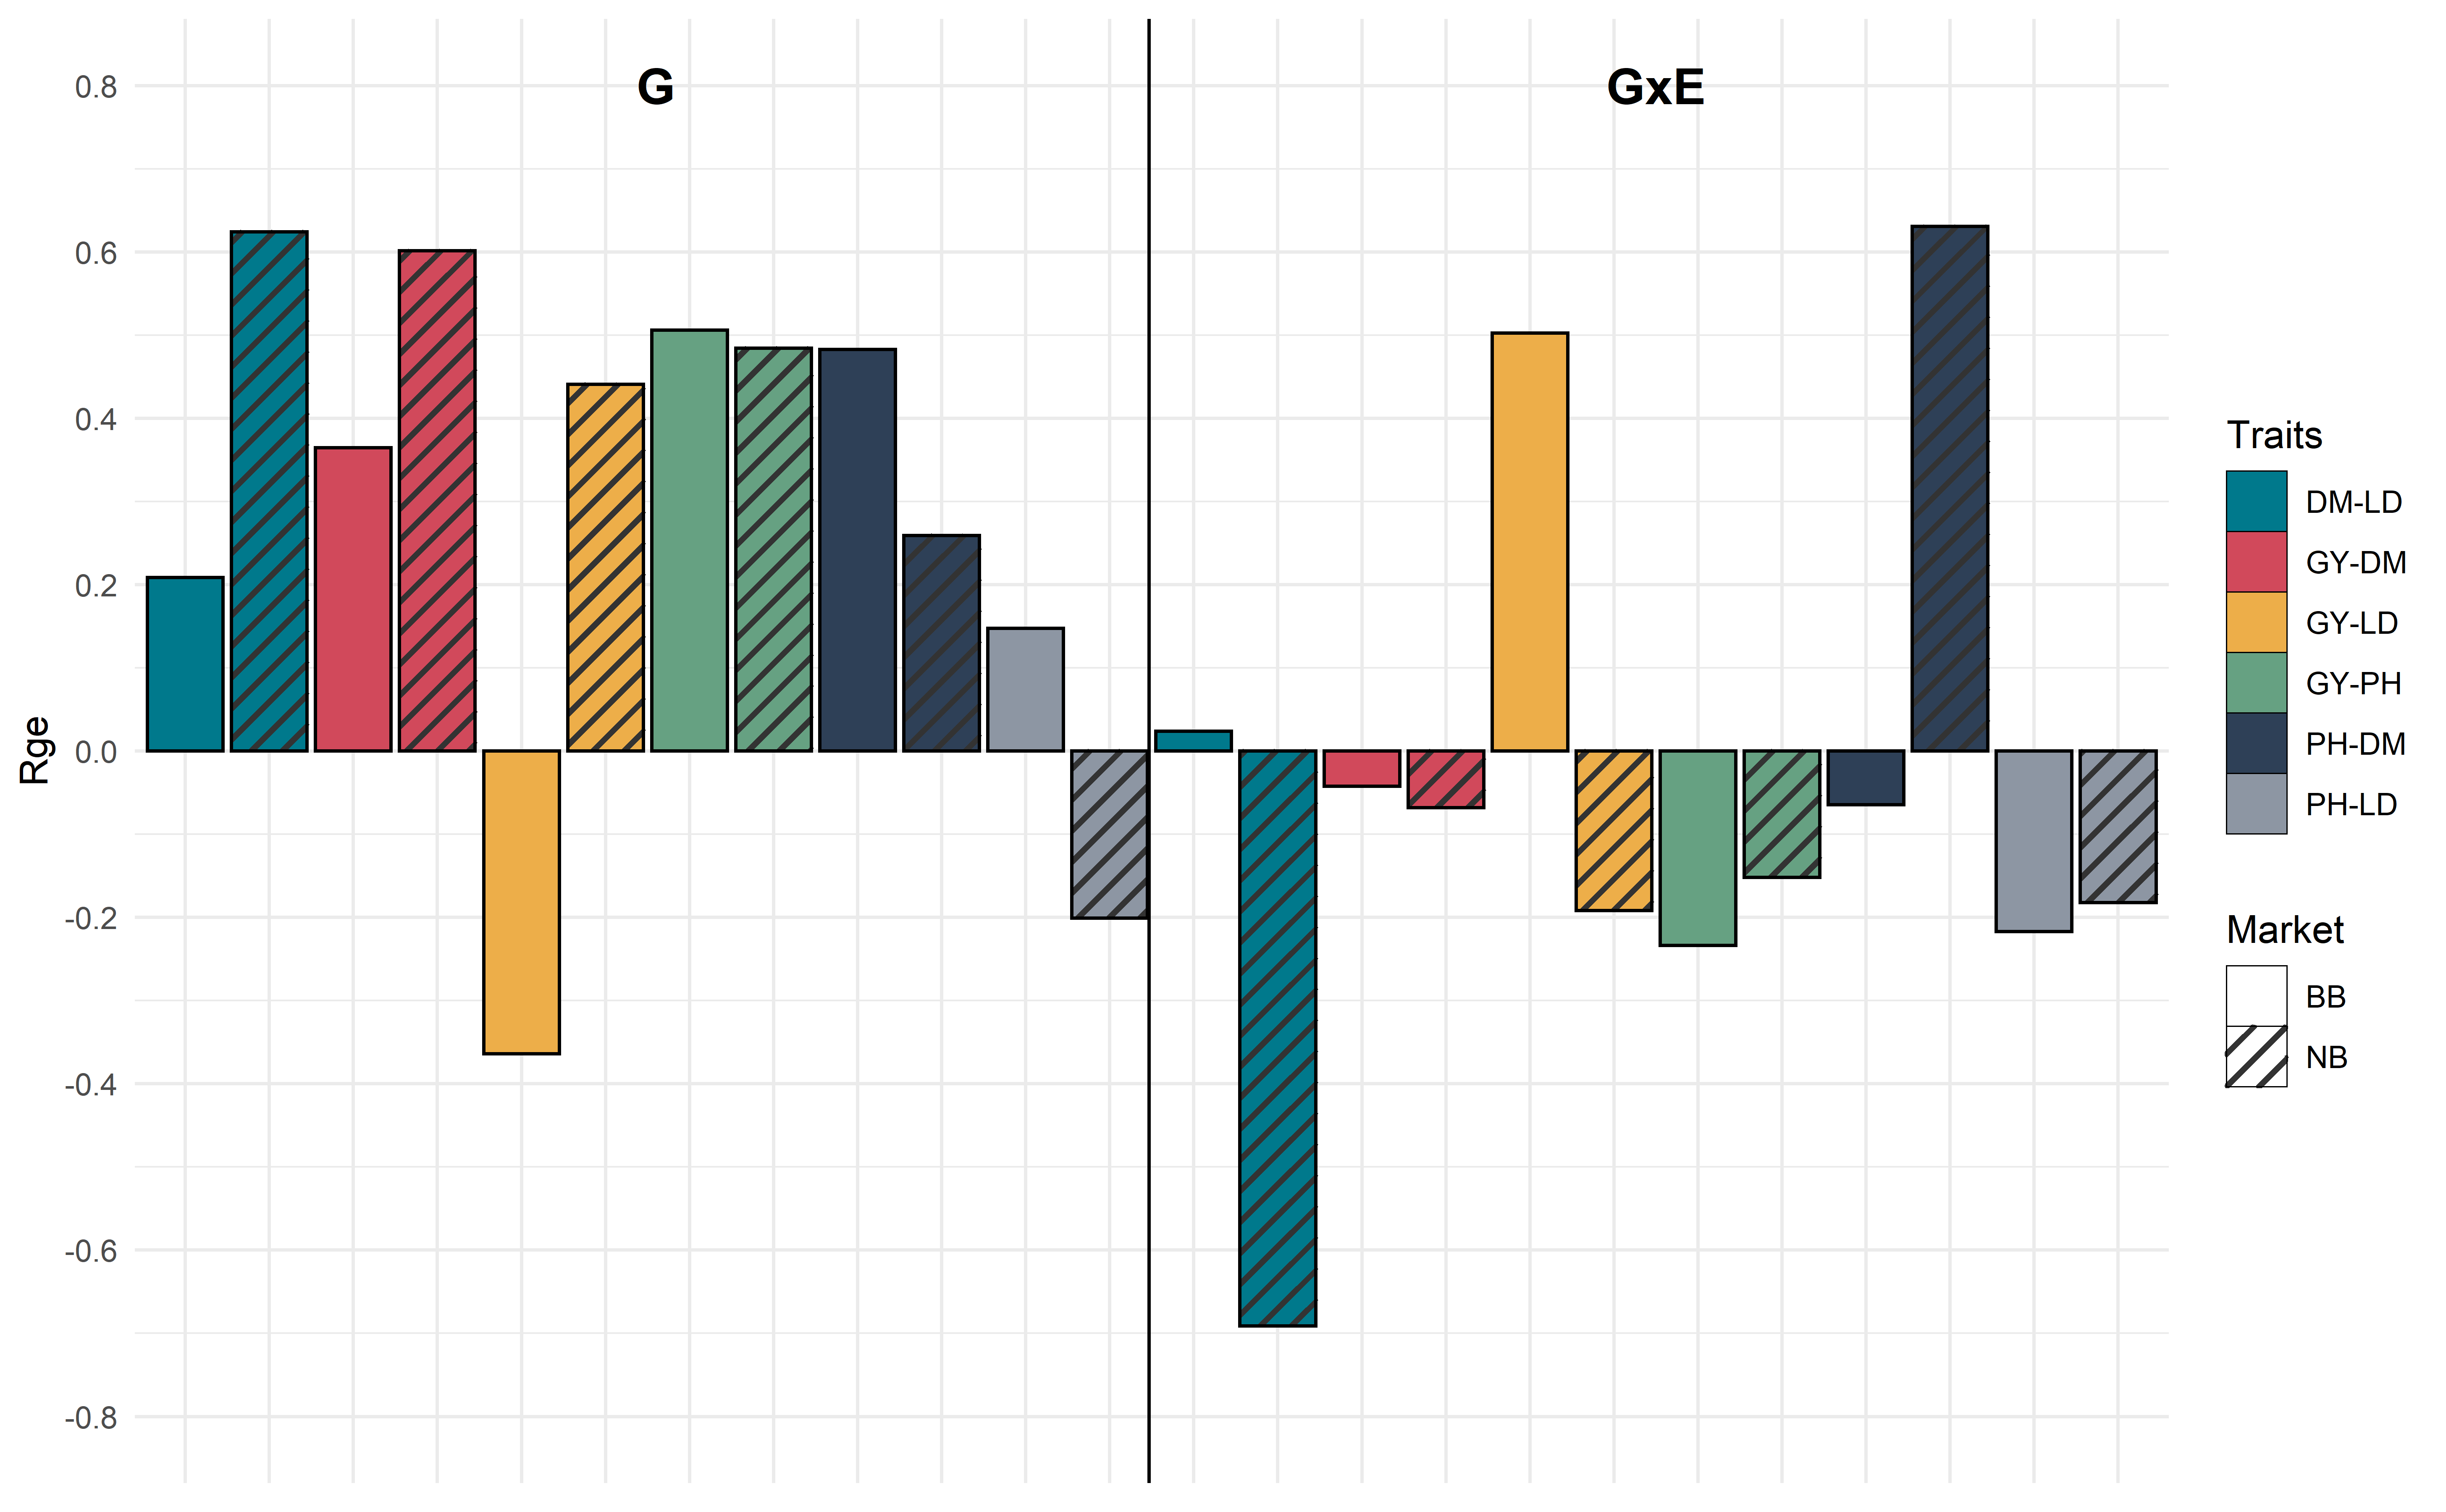 G
GxE
0.8
0.6
0.4
0.2
0.0
-0.2
-0.4
-0.6
-0.8
Rge
Traits
DM-LD
GY-DM
GY-LD
GY-PH
PH-DM
PH-LD
Market
BB
NB